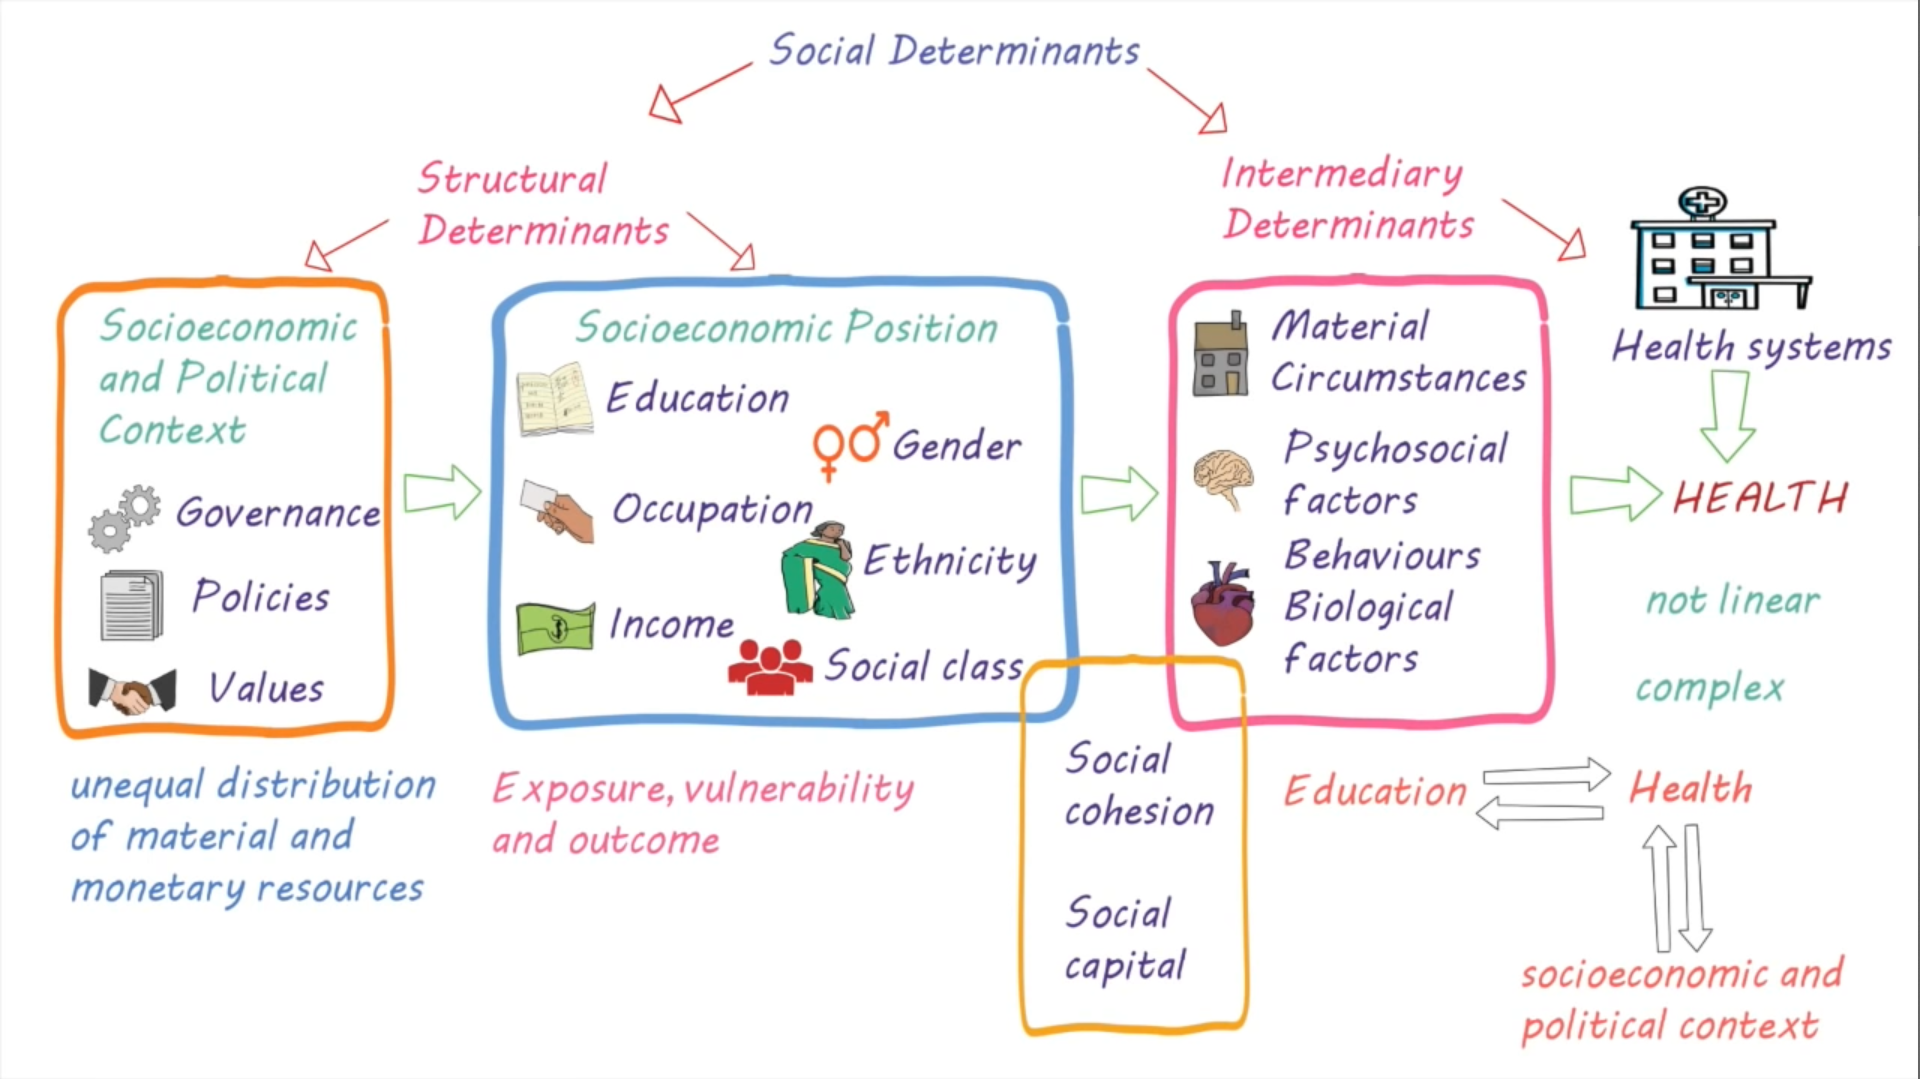 Social Determinants
Structural
Determinants
Intermediary
Determinants
Socioeconomic
and Political
Context
Governance
Policies
Values
Socioeconomic Position
Education
Gender
Occupation
Ethnicity
Income
Social class
Material
Circumstances
Psychosocial
factors
Behaviours
Biological
factors
Health systems
HEALTH
not linear
complex
unequal distribution
of material and
monetary resources
Exposure, vulnerability
and outcome
Social
cohesion
Social
capital
Education
Health
socioeconomic and
political context